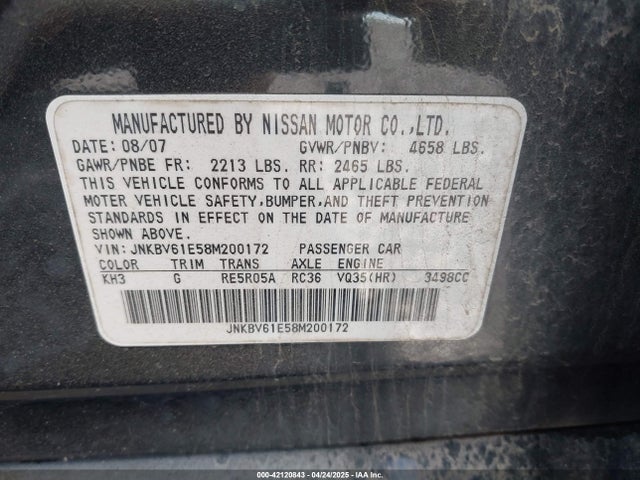 MANUFACTURED BY NISSAN MOTOR CO.,LTD.
DATE: 08/07 GVWR/PNBV: 4658 LBS.
GAWR/PNBE FR: 2213 LBS. RR: 2465 LBS.
THIS VEHICLE CONFORMS TO ALL APPLICABLE FEDERAL
MOTER VEHICLE SAFETY,BUMPER,AND THEFT PREVENTION
STANDARDS IN EFFECT ON THE DATE OF MANUFACTURE
SHOWN ABOVE.
VIN: JNKBV61E58M200172 PASSENGER CAR
COLOR TRIM TRANS AXLE ENGINE
KH3 G RE5R05A RC36 VQ35(HR) 3498CC
JNKBV61E58M200172
000-42120843 - 04/24/2025 - IAA Inc.